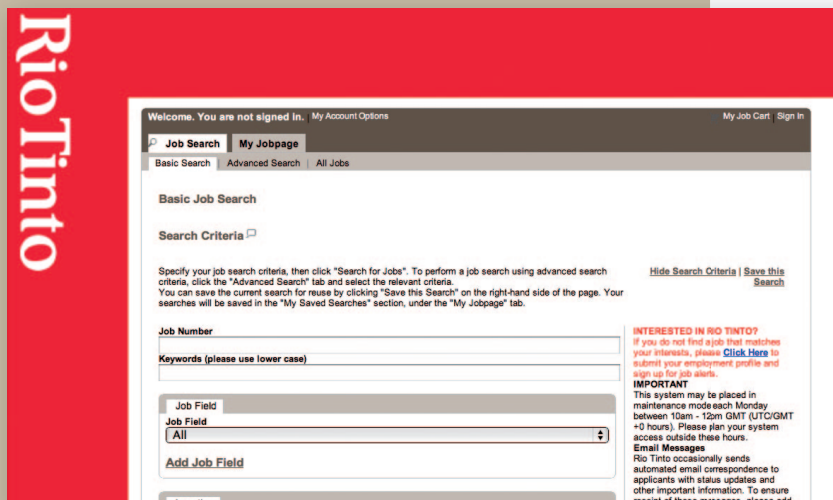 Rio Tinto
Welcome. You are not signed in. | My Account Options
My Job Cart | Sign In
Job Search
My Jobpage
Basic Search | Advanced Search | All Jobs
Basic Job Search
Search Criteria
Specify your job search criteria, then click "Search for Jobs". To perform a job search using advanced search
criteria, click the "Advanced Search" tab and select the relevant criteria.
You can save the current search for reuse by clicking "Save this Search" on the right-hand side of the page. Your
searches will be saved in the "My Saved Searches" section, under the "My Jobpage" tab.
Hide Search Criteria | Save this
Search
Job Number
Keywords (please use lower case)
Job Field
Job Field
All
Add Job Field
INTERESTED IN RIO TINTO?
If you do not find a job that matches
your interests, please Click Here to
submit your employment profile and
sign up for job alerts.
IMPORTANT
This system may be placed in
maintenance mode each Monday
between 10am - 12pm GMT (UTC/GMT
+0 hours). Please plan your system
access outside these hours.
Email Messages
Rio Tinto occasionally sends
automated email correspondence to
applicants with status updates and
other important information. To ensure